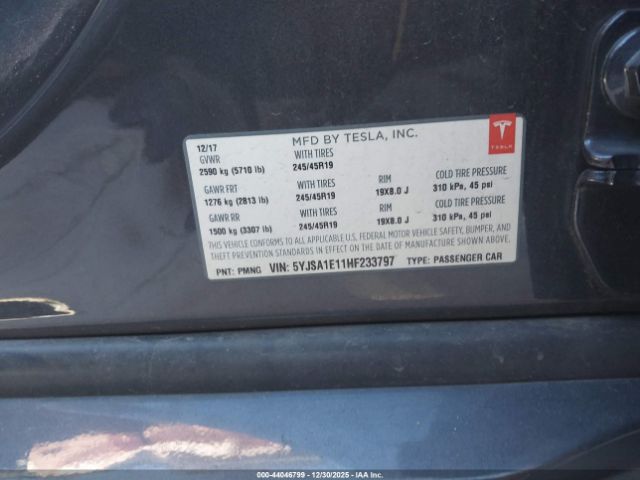 MFD BY TESLA, INC.
TESLA
12/17
GVWR WITH TIRES
2590 kg (5710 lb) 245/45R19
GAWR FRT WITH TIRES RIM COLD TIRE PRESSURE
1276 kg (2813 lb) 245/45R19 19X8.0 J 310 kPa, 45 psi
GAWR RR WITH TIRES RIM COLD TIRE PRESSURE
1500 kg (3307 lb) 245/45R19 19X8.0 J 310 kPa, 45 psi
THIS VEHICLE CONFORMS TO ALL APPLICABLE U.S. FEDERAL MOTOR VEHICLE
SAFETY, BUMPER, AND THEFT PREVENTION STANDARDS
IN EFFECT ON THE DATE OF MANUFACTURE SHOWN ABOVE.
PNT: PMNG VIN: 5YJSA1E11HF233797 TYPE: PASSENGER CAR
000-44046799 - 12/30/2025 - IAA Inc.